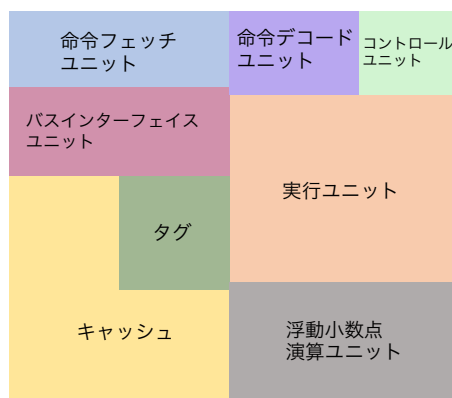 命令フェッチ
ユニット
命令デコード
ユニット
コントロール
ユニット
バスインターフェイス
ユニット
実行ユニット
タグ
キャッシュ
浮動小数点
演算ユニット